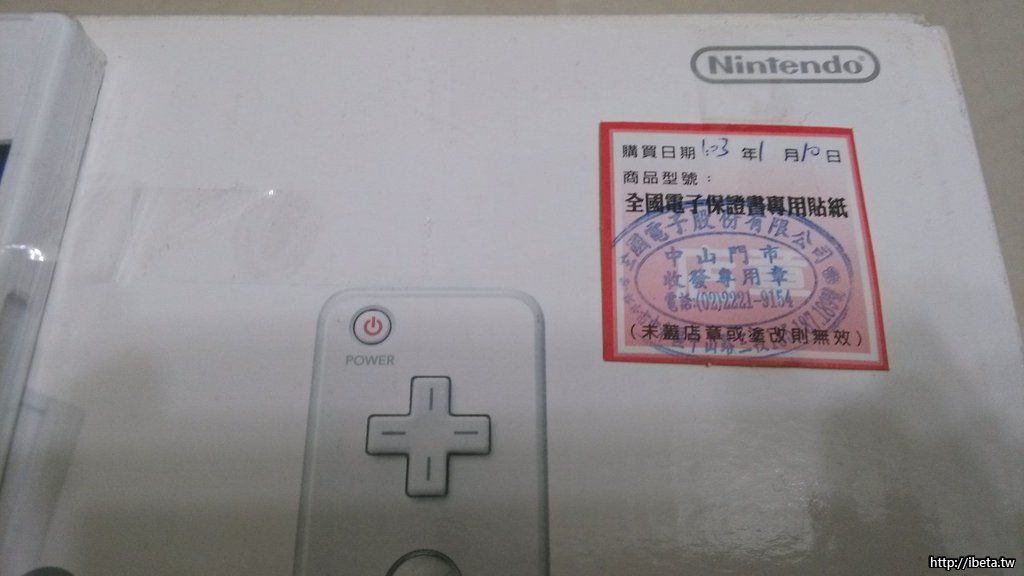 Nintendo
購買日期 103 年 1 月 10 日
商品型號：
全國電子保證書專用貼紙
全國電子股份有限公司
中山門市
收發專用章
電話:(02)2221-9154
(未蓋店章或塗改則無效)
POWER
http://ibeta.tw